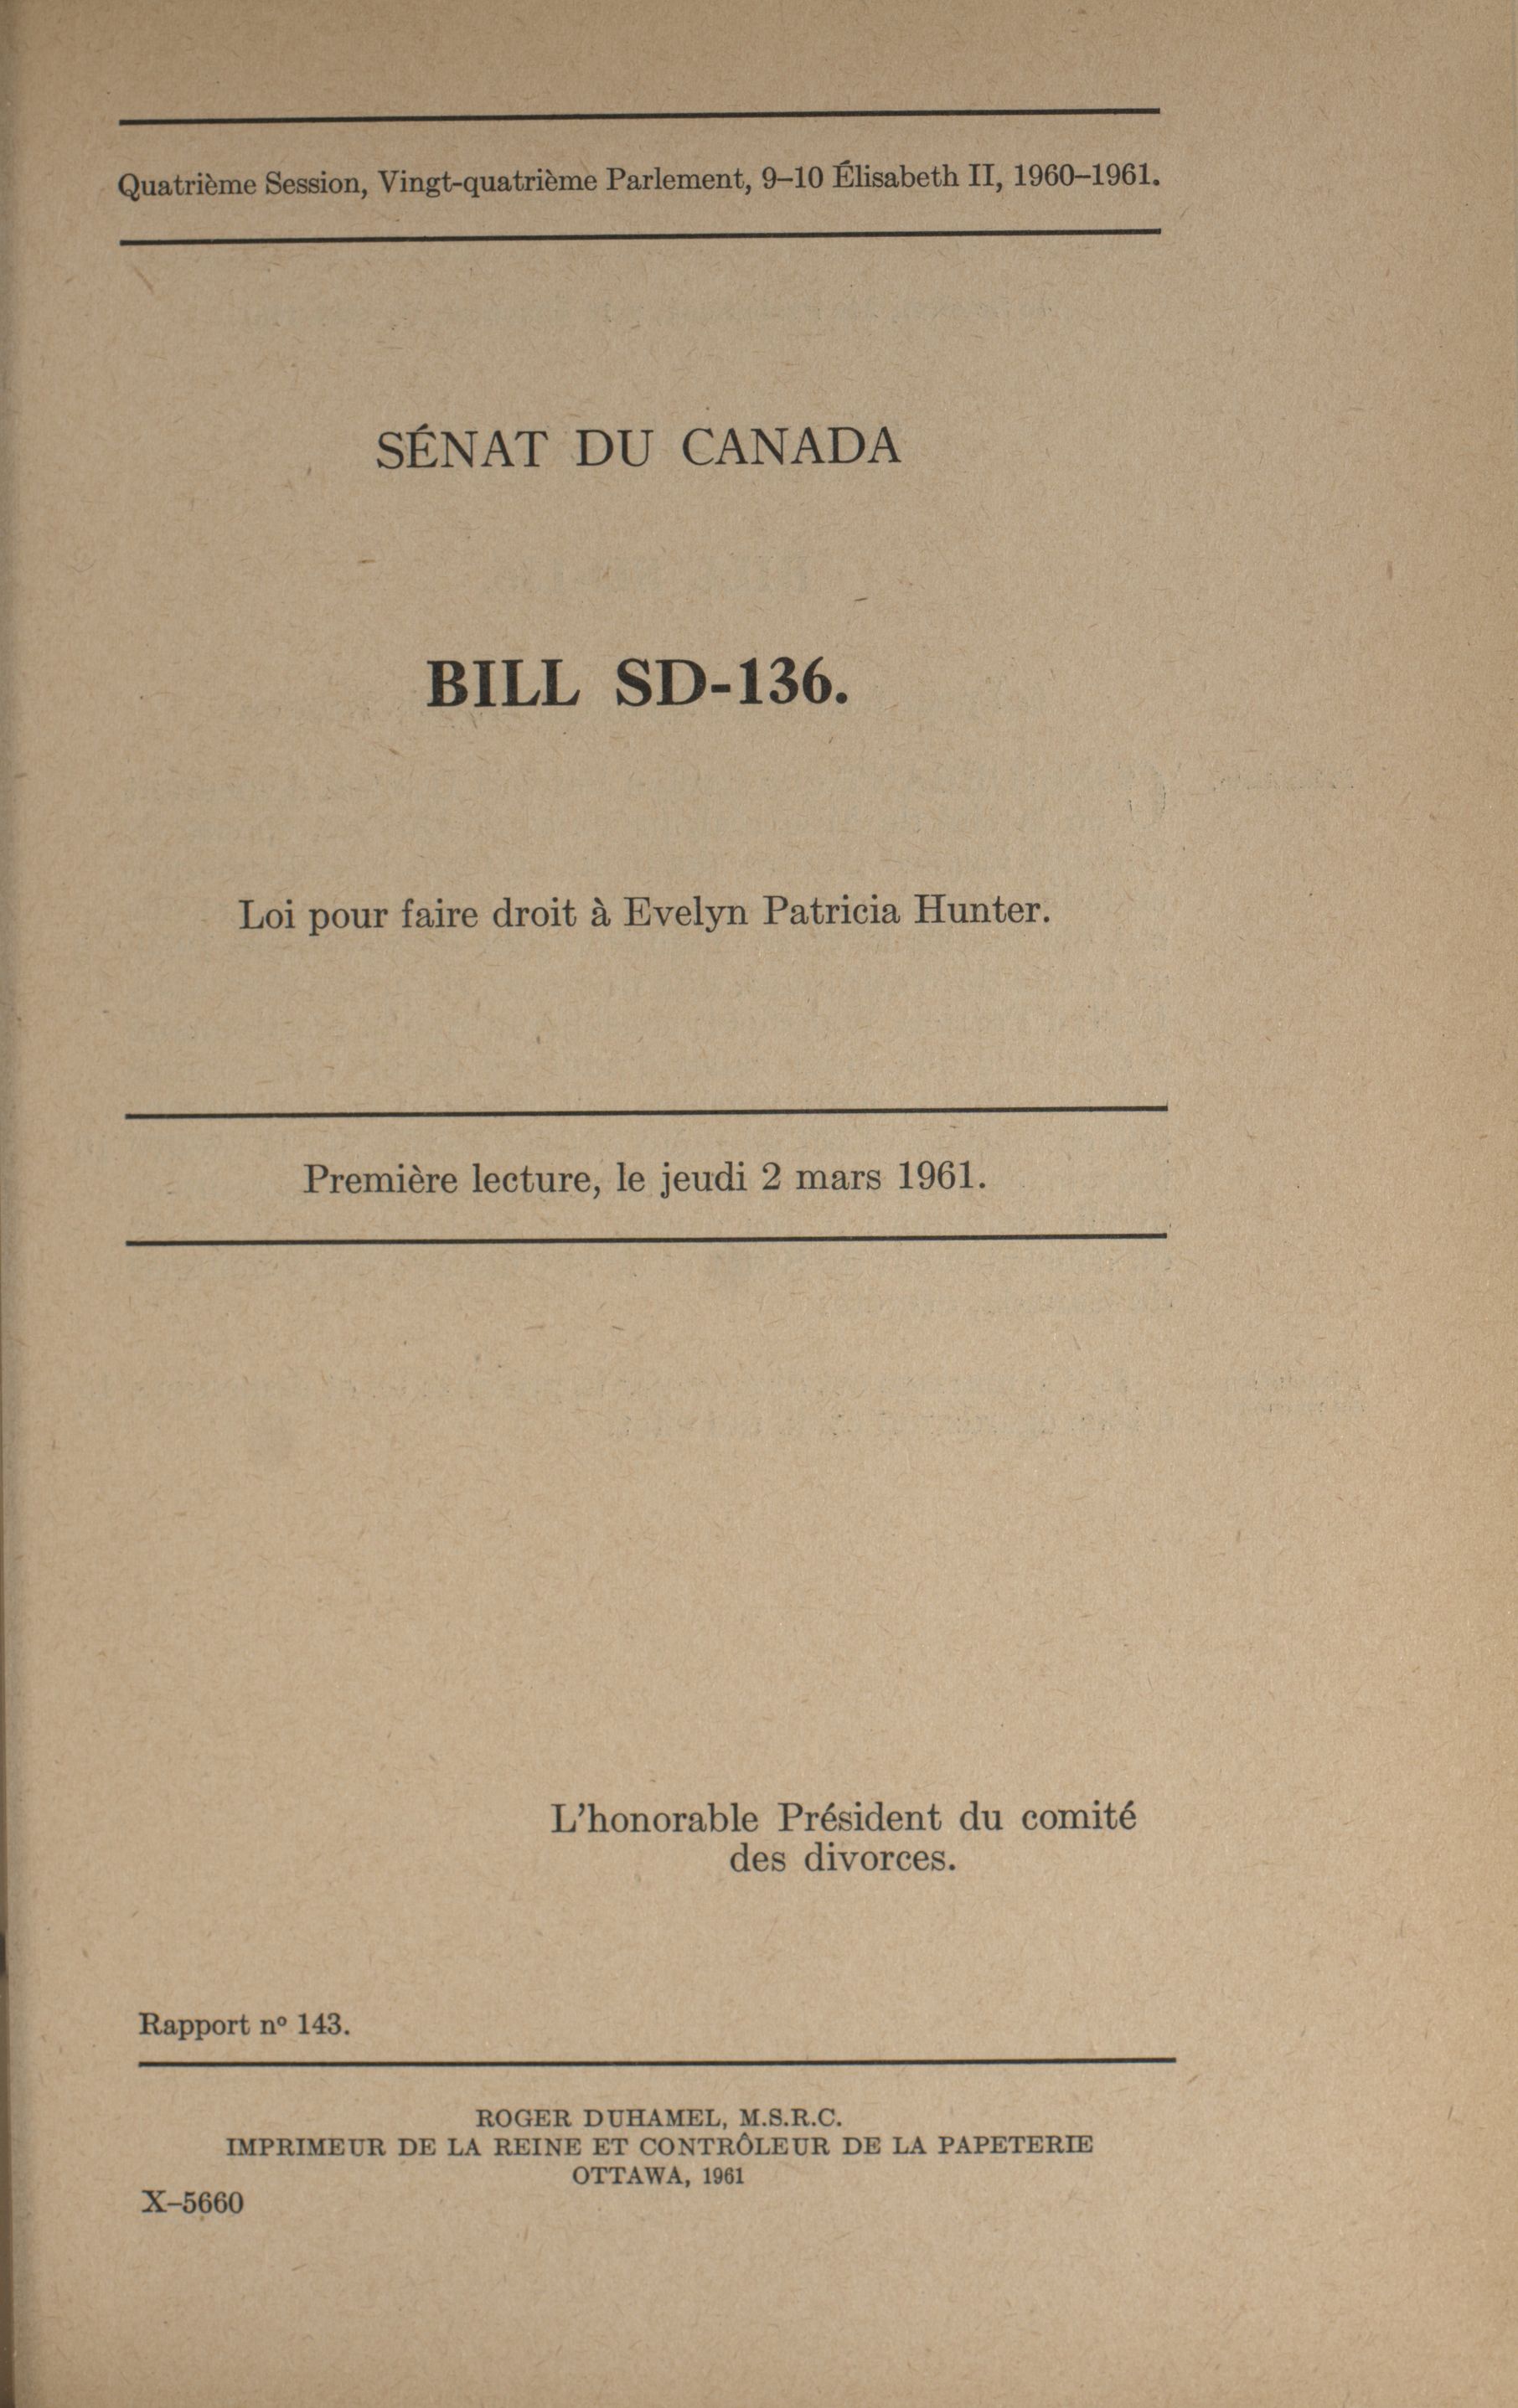 Quatrième Session, Vingt-quatrième Parlement, 9–10 Élisabeth II, 1960–1961.
SÉNAT DU CANADA
BILL SD-136.
Loi pour faire droit à Evelyn Patricia Hunter.
Première lecture, le jeudi 2 mars 1961.
L'honorable Président du comité
des divorces.
Rapport nº 143.
ROGER DUHAMEL, M.S.R.C.
IMPRIMEUR DE LA REINE ET CONTRÔLEUR DE LA PAPETERIE
OTTAWA, 1961
X–5660